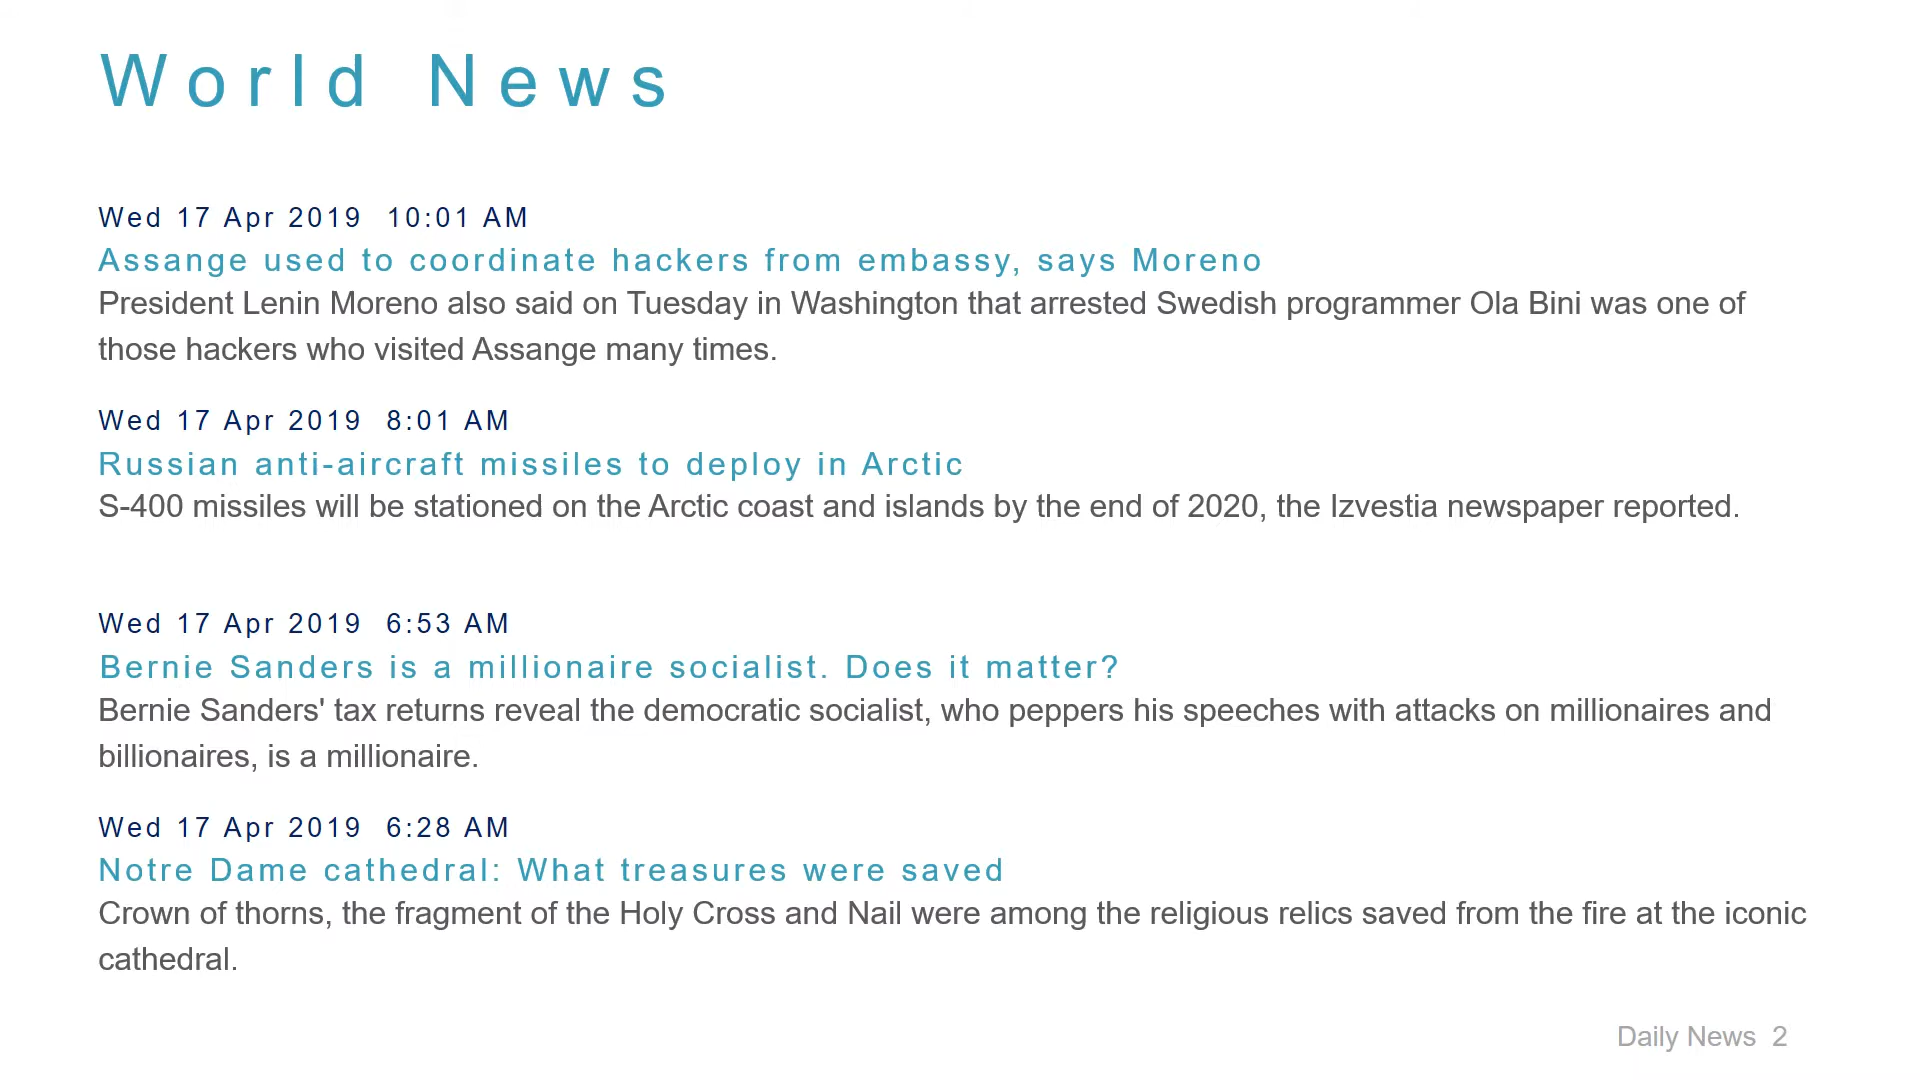 World News
Wed 17 Apr 2019 10:01 AM
Assange used to coordinate hackers from embassy, says Moreno
President Lenin Moreno also said on Tuesday in Washington that arrested Swedish programmer Ola Bini was one of
those hackers who visited Assange many times.
Wed 17 Apr 2019 8:01 AM
Russian anti-aircraft missiles to deploy in Arctic
S-400 missiles will be stationed on the Arctic coast and islands by the end of 2020, the Izvestia newspaper reported.
Wed 17 Apr 2019 6:53 AM
Bernie Sanders is a millionaire socialist. Does it matter?
Bernie Sanders' tax returns reveal the democratic socialist, who peppers his speeches with attacks on millionaires and
billionaires, is a millionaire.
Wed 17 Apr 2019 6:28 AM
Notre Dame cathedral: What treasures were saved
Crown of thorns, the fragment of the Holy Cross and Nail were among the religious relics saved from the fire at the iconic
cathedral.
Daily News 2